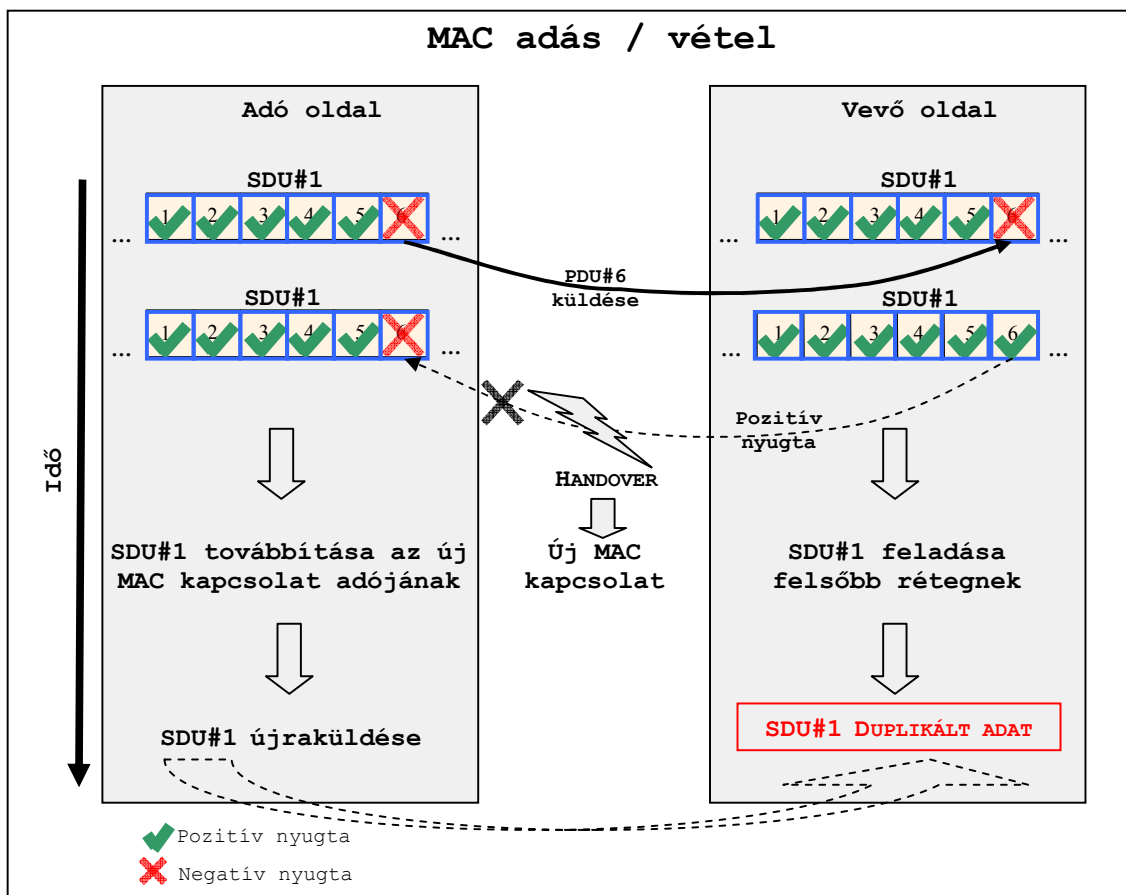 MAC adás / vétel
Adó oldal
Vevő oldal
SDU#1
SDU#1
... 1 2 3 4 5 6 ...
... 1 2 3 4 5 6 ...
PDU#6
küldése
SDU#1
SDU#1
... 1 2 3 4 5 6 ...
... 1 2 3 4 5 6 ...
Pozitív
nyugta
Idő
HANDOVER
SDU#1 továbbítása az új
MAC kapcsolat adójának
Új MAC
kapcsolat
SDU#1 feladása
felsőbb rétegnek
SDU#1 újraküldése
SDU#1 DUPLIKÁLT ADAT
Pozitív nyugta
Negatív nyugta